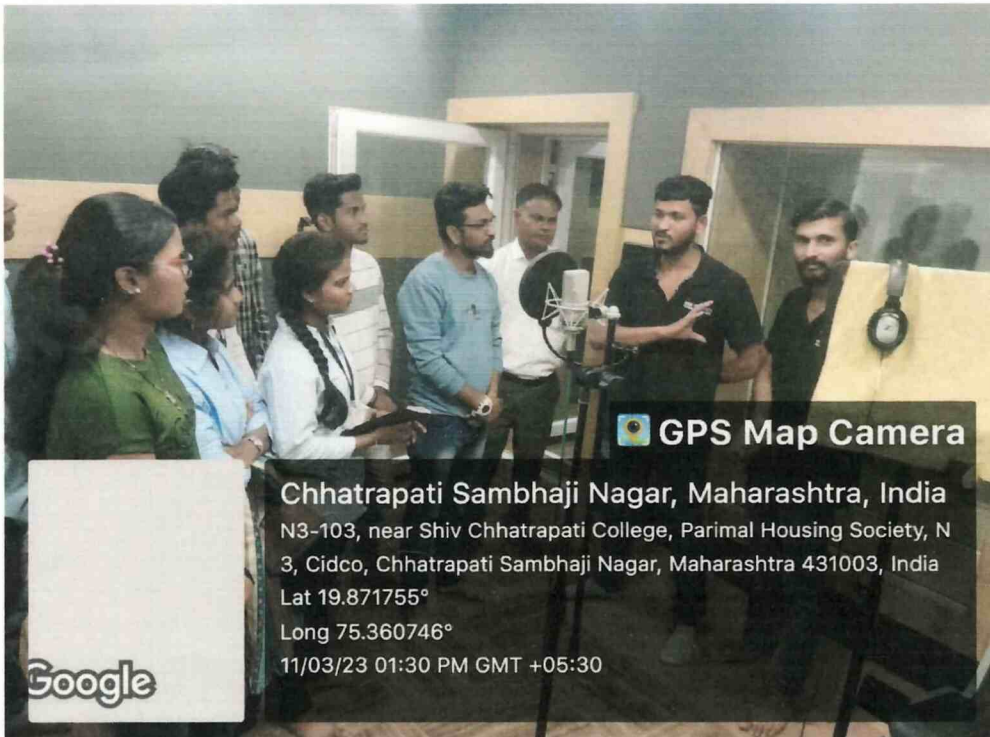 GPS Map Camera
Chhatrapati Sambhaji Nagar, Maharashtra, India
N3-103, near Shiv Chhatrapati College, Parimal Housing Society, N
3, Cidco, Chhatrapati Sambhaji Nagar, Maharashtra 431003, India
Lat 19.871755°
Long 75.360746°
11/03/23 01:30 PM GMT +05:30
Google